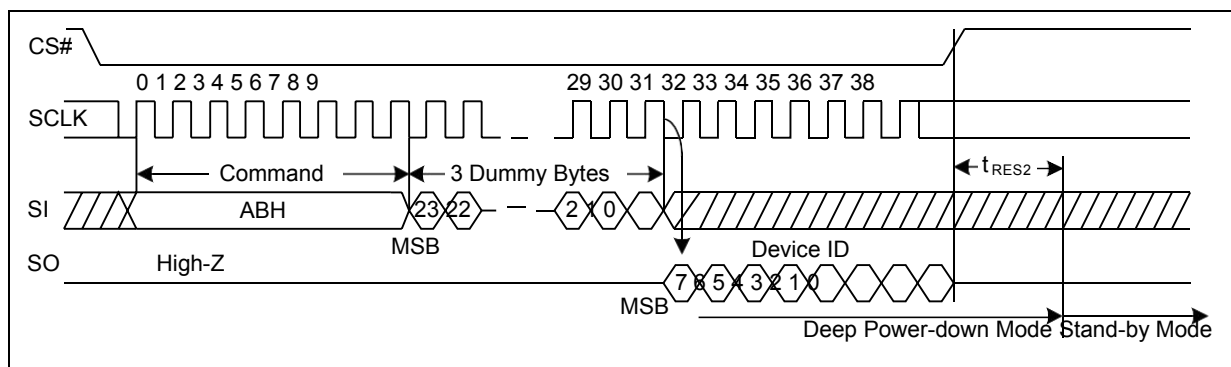 CS#
0 1 2 3 4 5 6 7 8 9 29 30 31 32 33 34 35 36 37 38
SCLK
Command 3 Dummy Bytes tRES2
SI ABH 23 22 2 1 0
MSB
SO High-Z Device ID
7 6 5 4 3 2 1 0
MSB
Deep Power-down Mode Stand-by Mode